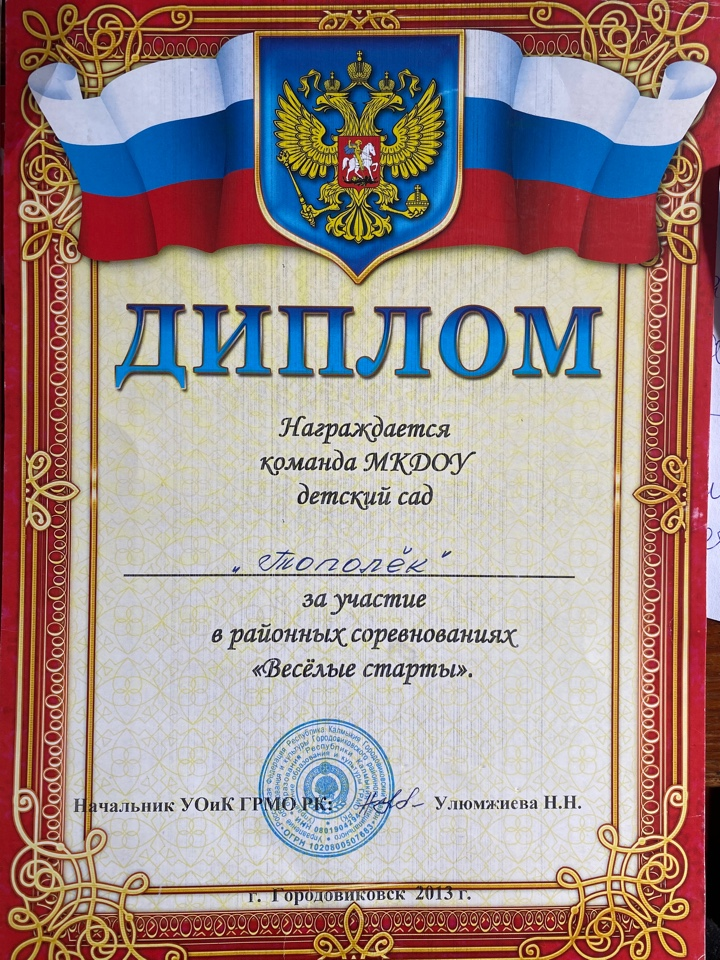 ДИПЛОМ
Награждается
команда МКДОУ
детский сад
„Тополёк"
за участие
в районных соревнованиях
«Весёлые старты».
Начальник УОиК ГРМО РК: Улюмжиева Н.Н.
г. Городовиковск 2013 г.